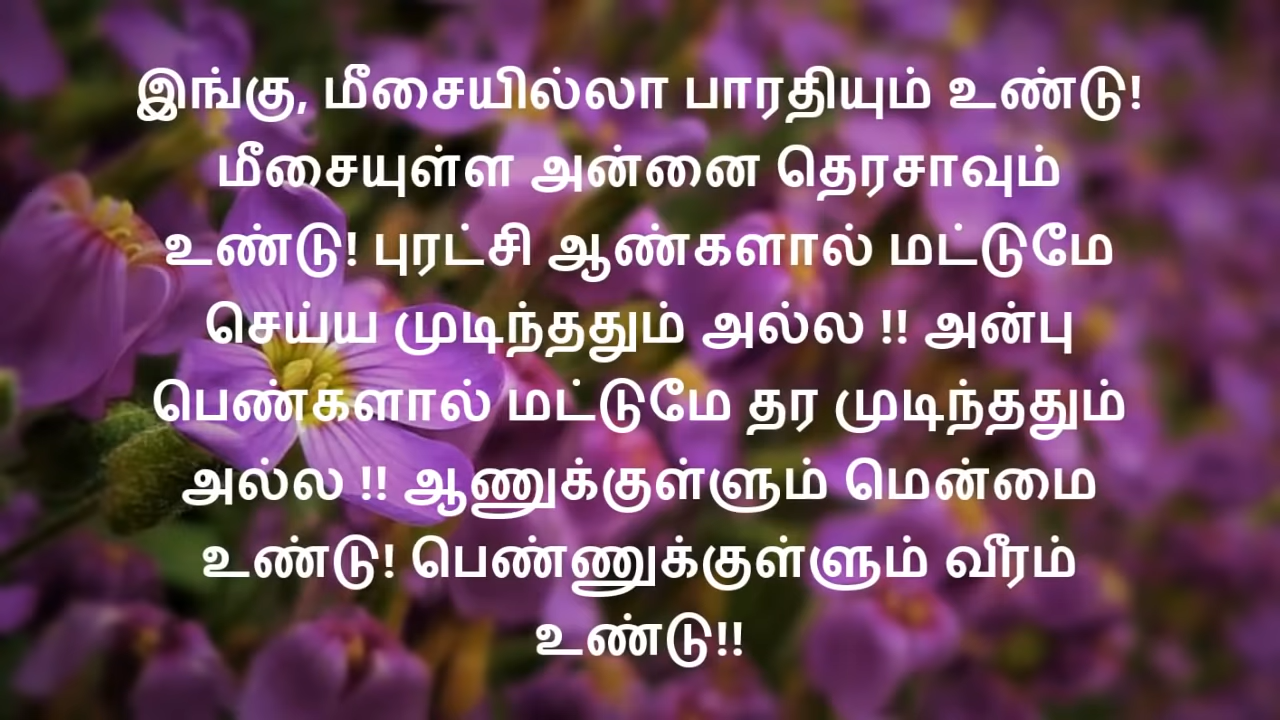 இங்கு, மீசையில்லா பாரதியும் உண்டு!
மீசையுள்ள அன்னை தெரசாவும்
உண்டு! புரட்சி ஆண்களால் மட்டுமே
செய்ய முடிந்ததும் அல்ல !! அன்பு
பெண்களால் மட்டுமே தர முடிந்ததும்
அல்ல !! ஆணுக்குள்ளும் மென்மை
உண்டு! பெண்ணுக்குள்ளும் வீரம்
உண்டு!!